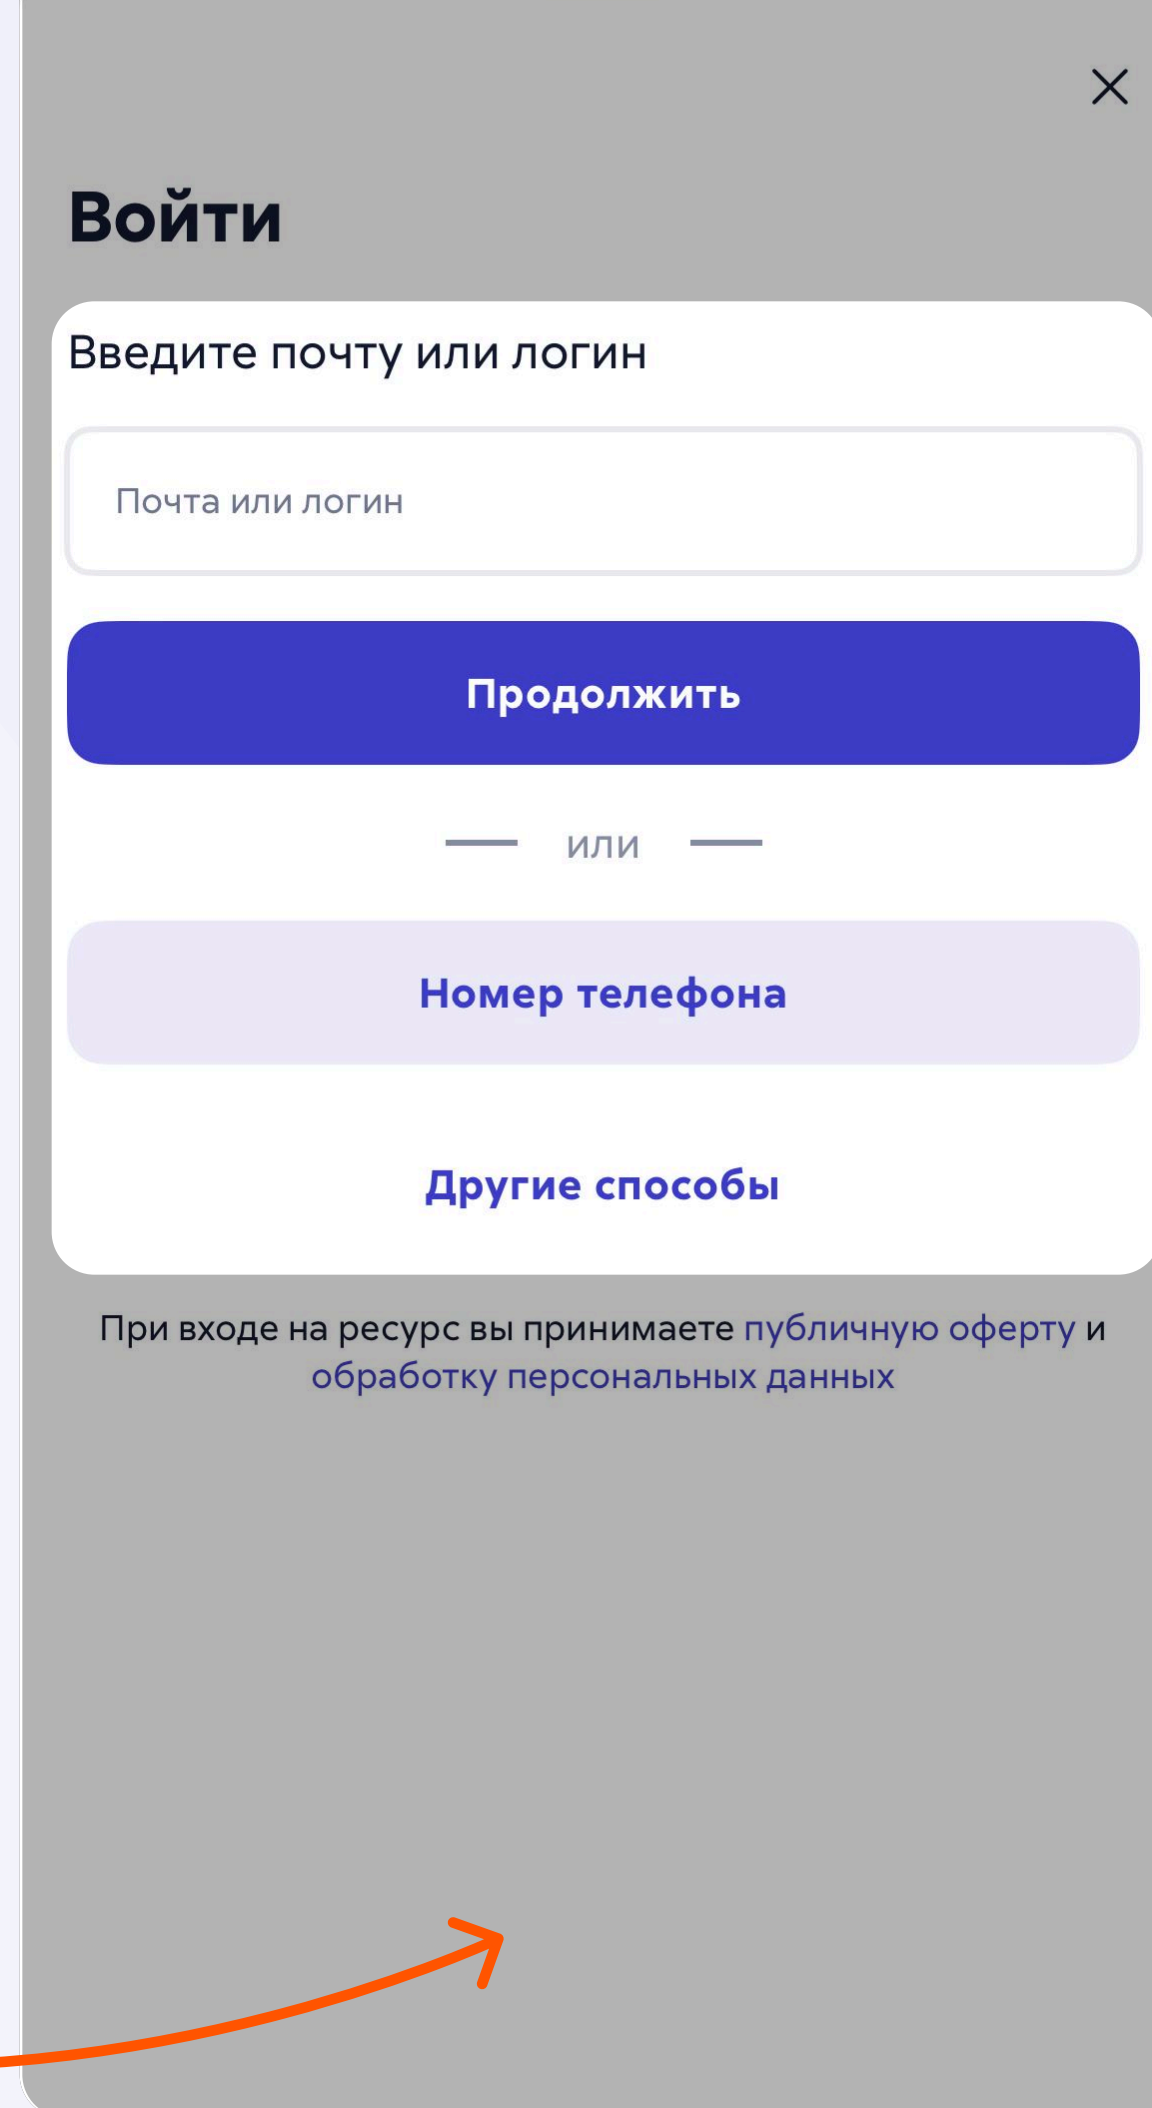 Войти
Введите почту или логин
Почта или логин
Продолжить
или
Номер телефона
Другие способы
При входе на ресурс вы принимаете публичную оферту и
обработку персональных данных